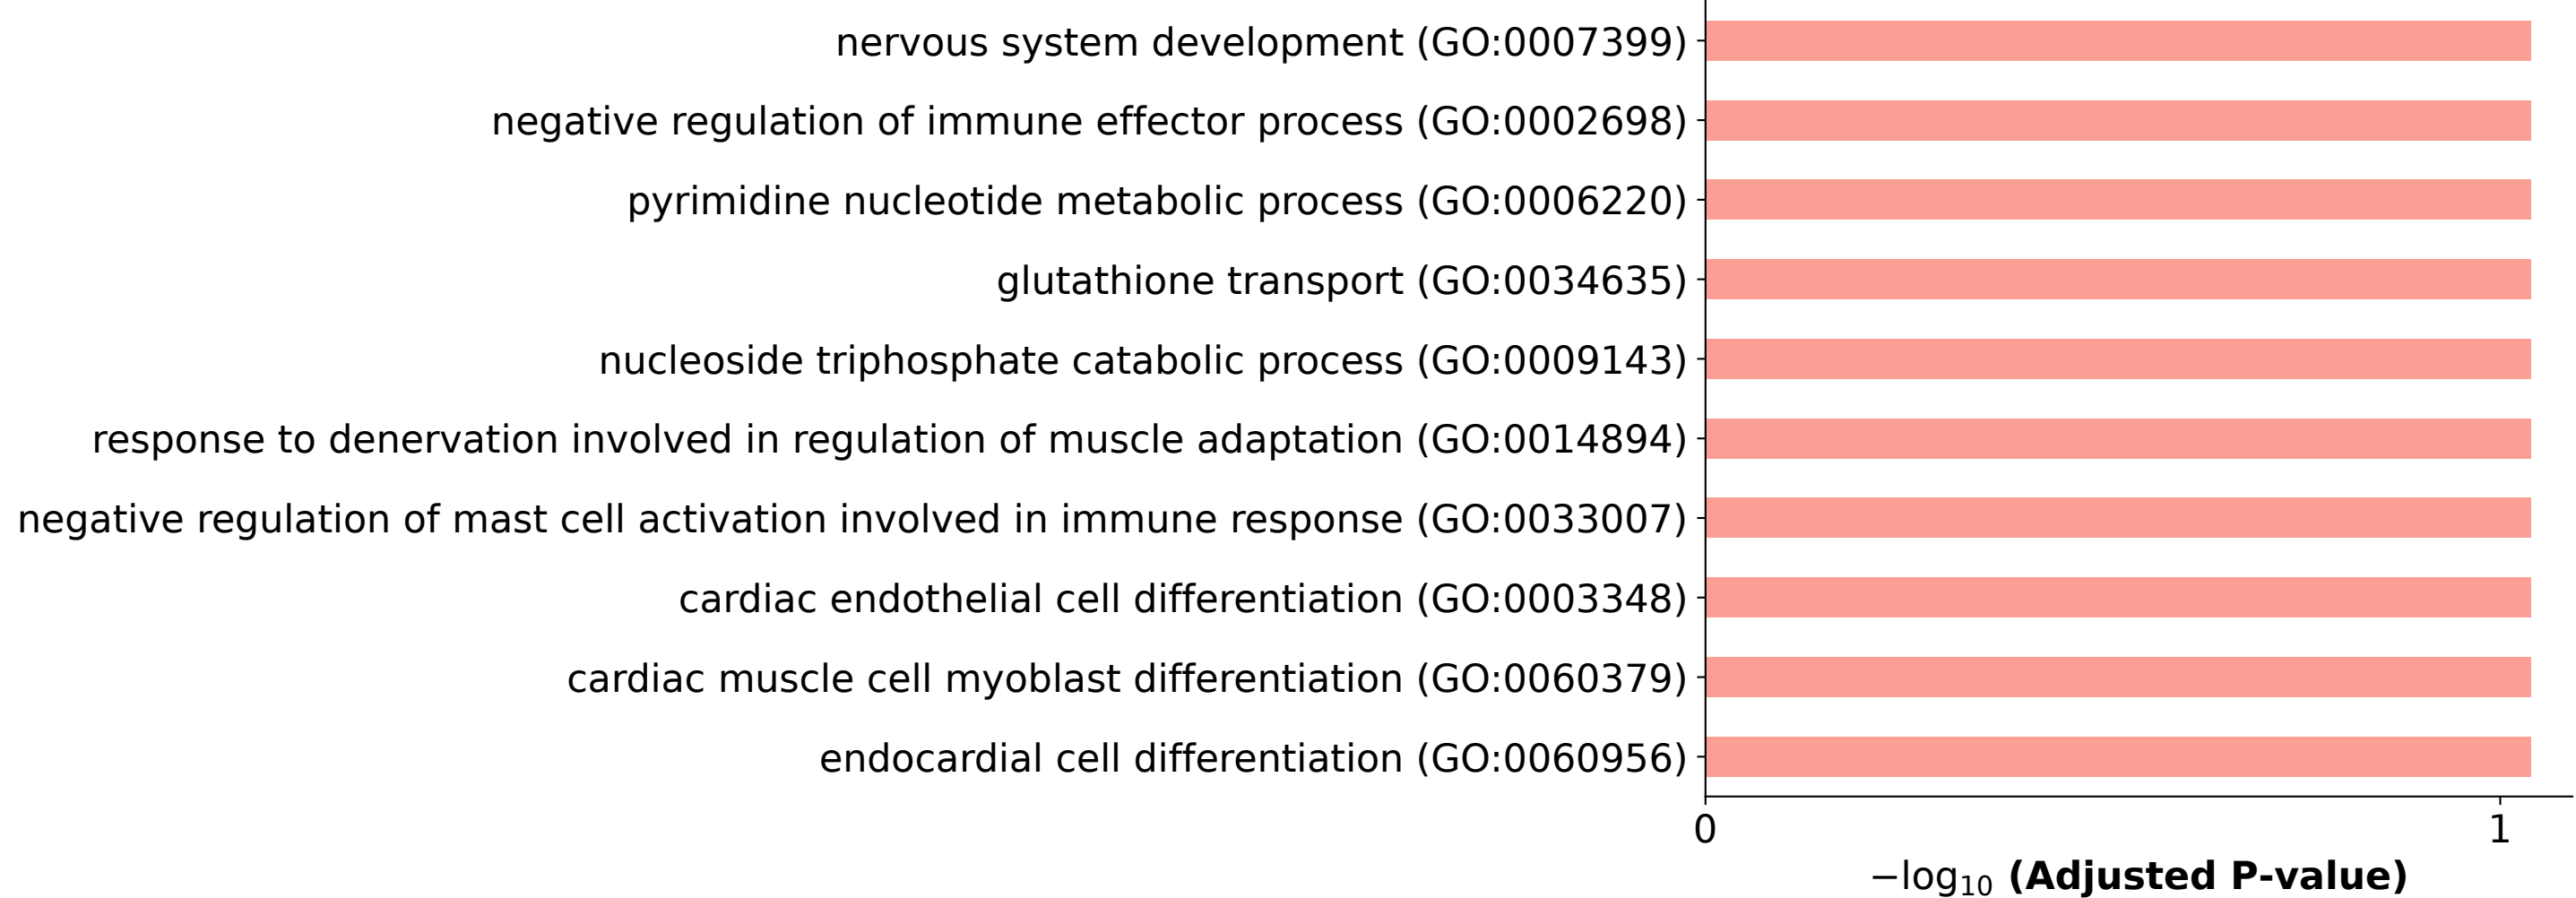 nervous system development (GO:0007399)
negative regulation of immune effector process (GO:0002698)
pyrimidine nucleotide metabolic process (GO:0006220)
glutathione transport (GO:0034635)
nucleoside triphosphate catabolic process (GO:0009143)
response to denervation involved in regulation of muscle adaptation (GO:0014894)
negative regulation of mast cell activation involved in immune response (GO:0033007)
cardiac endothelial cell differentiation (GO:0003348)
cardiac muscle cell myoblast differentiation (GO:0060379)
endocardial cell differentiation (GO:0060956)
0 1
−log₁₀ (Adjusted P-value)